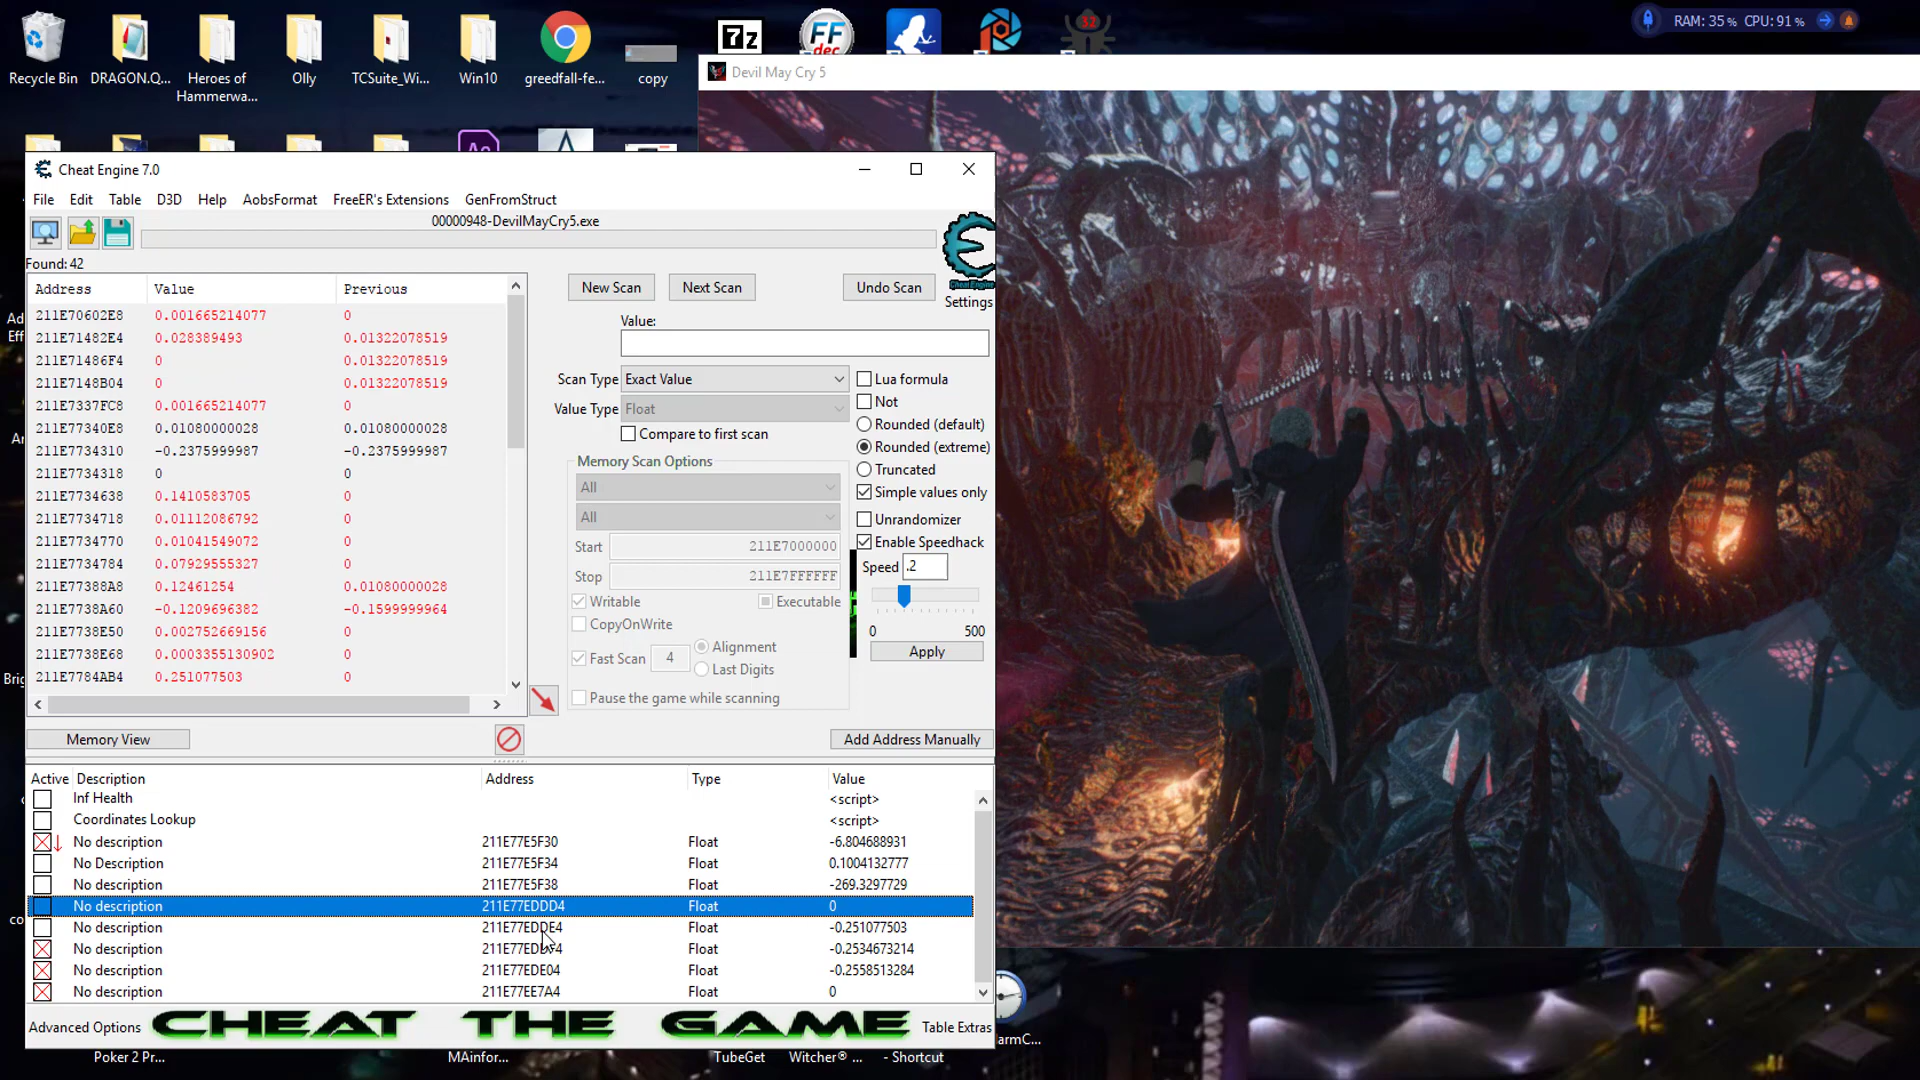 RAM: 35 % CPU: 91 %
Recycle Bin
DRAGON.Q...
Heroes of
Hammerwa...
Olly
TCSuite_Wi...
Win10
greedfall-fe...
copy
7z
FF
dec
32
Devil May Cry 5
Cheat Engine 7.0
File Edit Table D3D Help AobsFormat FreeER's Extensions GenFromStruct
00000948-DevilMayCry5.exe
Found: 42
Address Value Previous
211E70602E8 0.001665214077 0
211E71482E4 0.028389493 0.01322078519
211E71486F4 0 0.01322078519
211E7148B04 0 0.01322078519
211E7337FC8 0.001665214077 0
211E77340E8 0.01080000028 0.01080000028
211E7734310 -0.2375999987 -0.2375999987
211E7734318 0 0
211E7734638 0.1410583705 0
211E7734718 0.01112086792 0
211E7734770 0.01041549072 0
211E7734784 0.07929555327 0
211E77388A8 0.12461254 0.01080000028
211E7738A60 -0.1209696382 -0.1599999964
211E7738E50 0.002752669156 0
211E7738E68 0.0003355130902 0
211E7784AB4 0.251077503 0
New Scan Next Scan Undo Scan
Cheat Engine
Settings
Value:
Scan Type Exact Value
Value Type Float
Compare to first scan
Lua formula
Not
Rounded (default)
Rounded (extreme)
Truncated
Simple values only
Unrandomizer
Enable Speedhack
Speed .2
0 500
Apply
Memory Scan Options
All
All
Start 211E7000000
Stop 211E7FFFFFF
Writable Executable
CopyOnWrite
Fast Scan 4 Alignment
Last Digits
Pause the game while scanning
Memory View
Add Address Manually
Active Description Address Type Value
Inf Health <script>
Coordinates Lookup <script>
No description 211E77E5F30 Float -6.804688931
No Description 211E77E5F34 Float 0.1004132777
No description 211E77E5F38 Float -269.3297729
No description 211E77EDDD4 Float 0
No description 211E77EDDE4 Float -0.251077503
No description Float -0.2534673214
No description 211E77EDE04 Float -0.2558513284
No description 211E77EE7A4 Float 0
Advanced Options CHEAT THE GAME Table Extras
Poker 2 Pr...
MAinfor...
TubeGet
Witcher® ...
- Shortcut
armC...